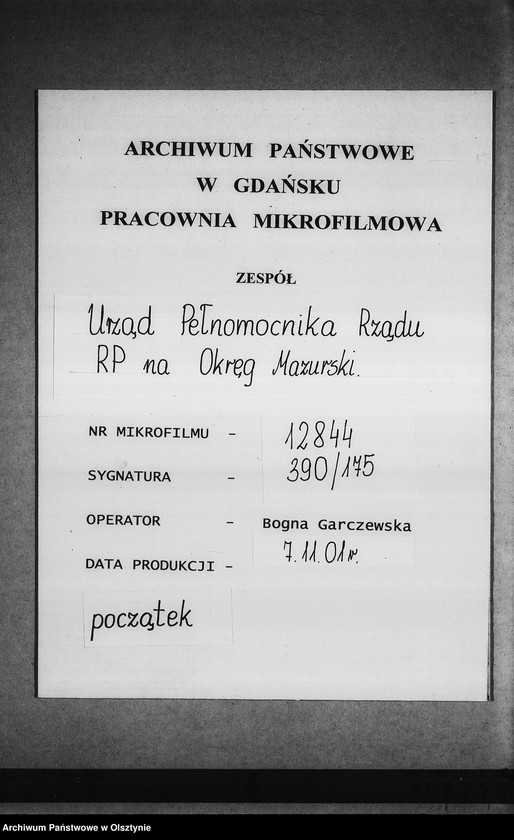 ARCHIWUM PAŃSTWOWE
W GDAŃSKU
PRACOWNIA MIKROFILMOWA
ZESPÓŁ
Urząd Pełnomocnika Rządu
RP na Okręg Mazurski.
NR MIKROFILMU – 12844
SYGNATURA – 390/175
OPERATOR – Bogna Garczewska
DATA PRODUKCJI – 7.11.01r.
początek
Archiwum Państwowe w Olsztynie